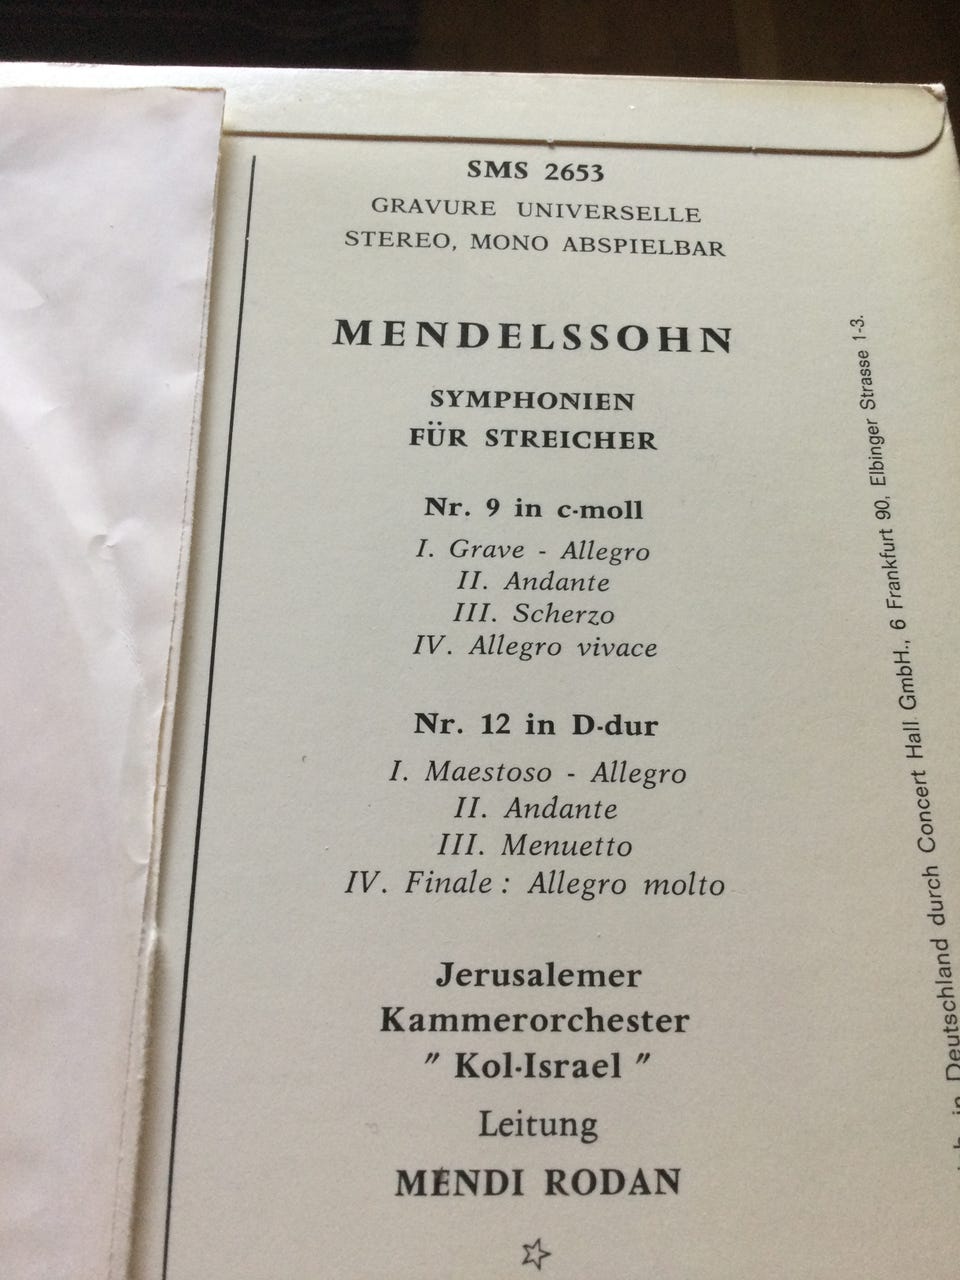 SMS 2653
GRAVURE UNIVERSELLE
STEREO, MONO ABSPIELBAR
MENDELSSOHN
SYMPHONIEN
FÜR STREICHER
Nr. 9 in c-moll
I. Grave - Allegro
II. Andante
III. Scherzo
IV. Allegro vivace
Nr. 12 in D-dur
I. Maestoso - Allegro
II. Andante
III. Menuetto
IV. Finale : Allegro molto
Jerusalemer
Kammerorchester
" Kol-Israel "
Leitung
MENDI RODAN
in Deutschland durch Concert Hall GmbH., 6 Frankfurt 90, Elbinger Strasse 1-3.